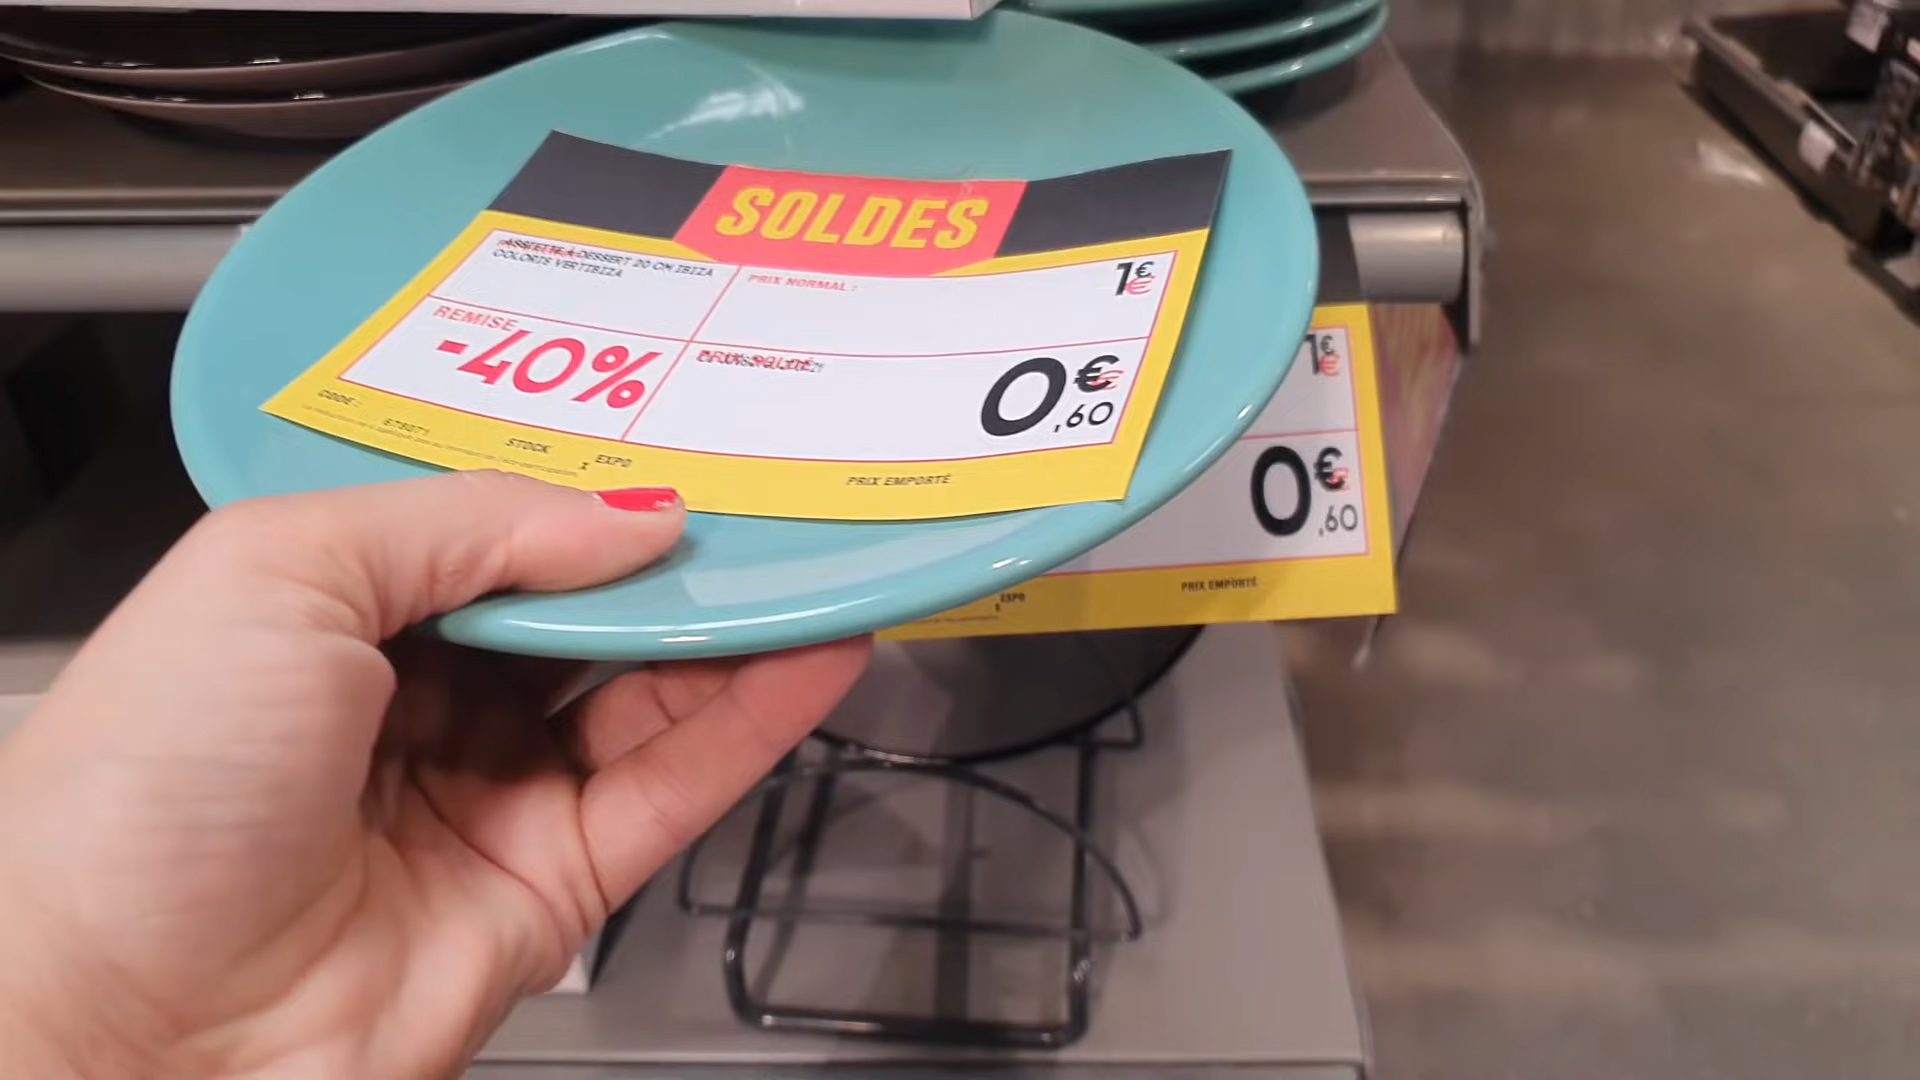 SOLDES
ASSIETTE À DESSERT 20 CM IBIZA
COLORIS VERT IBIZA
PRIX NORMAL :
1€
REMISE
-40%
PRIX SOLDÉ
0€,60
CODE :
STOCK
X EXPO
PRIX EMPORTÉ
1€
0€,60
EXPO
PRIX EMPORTÉ